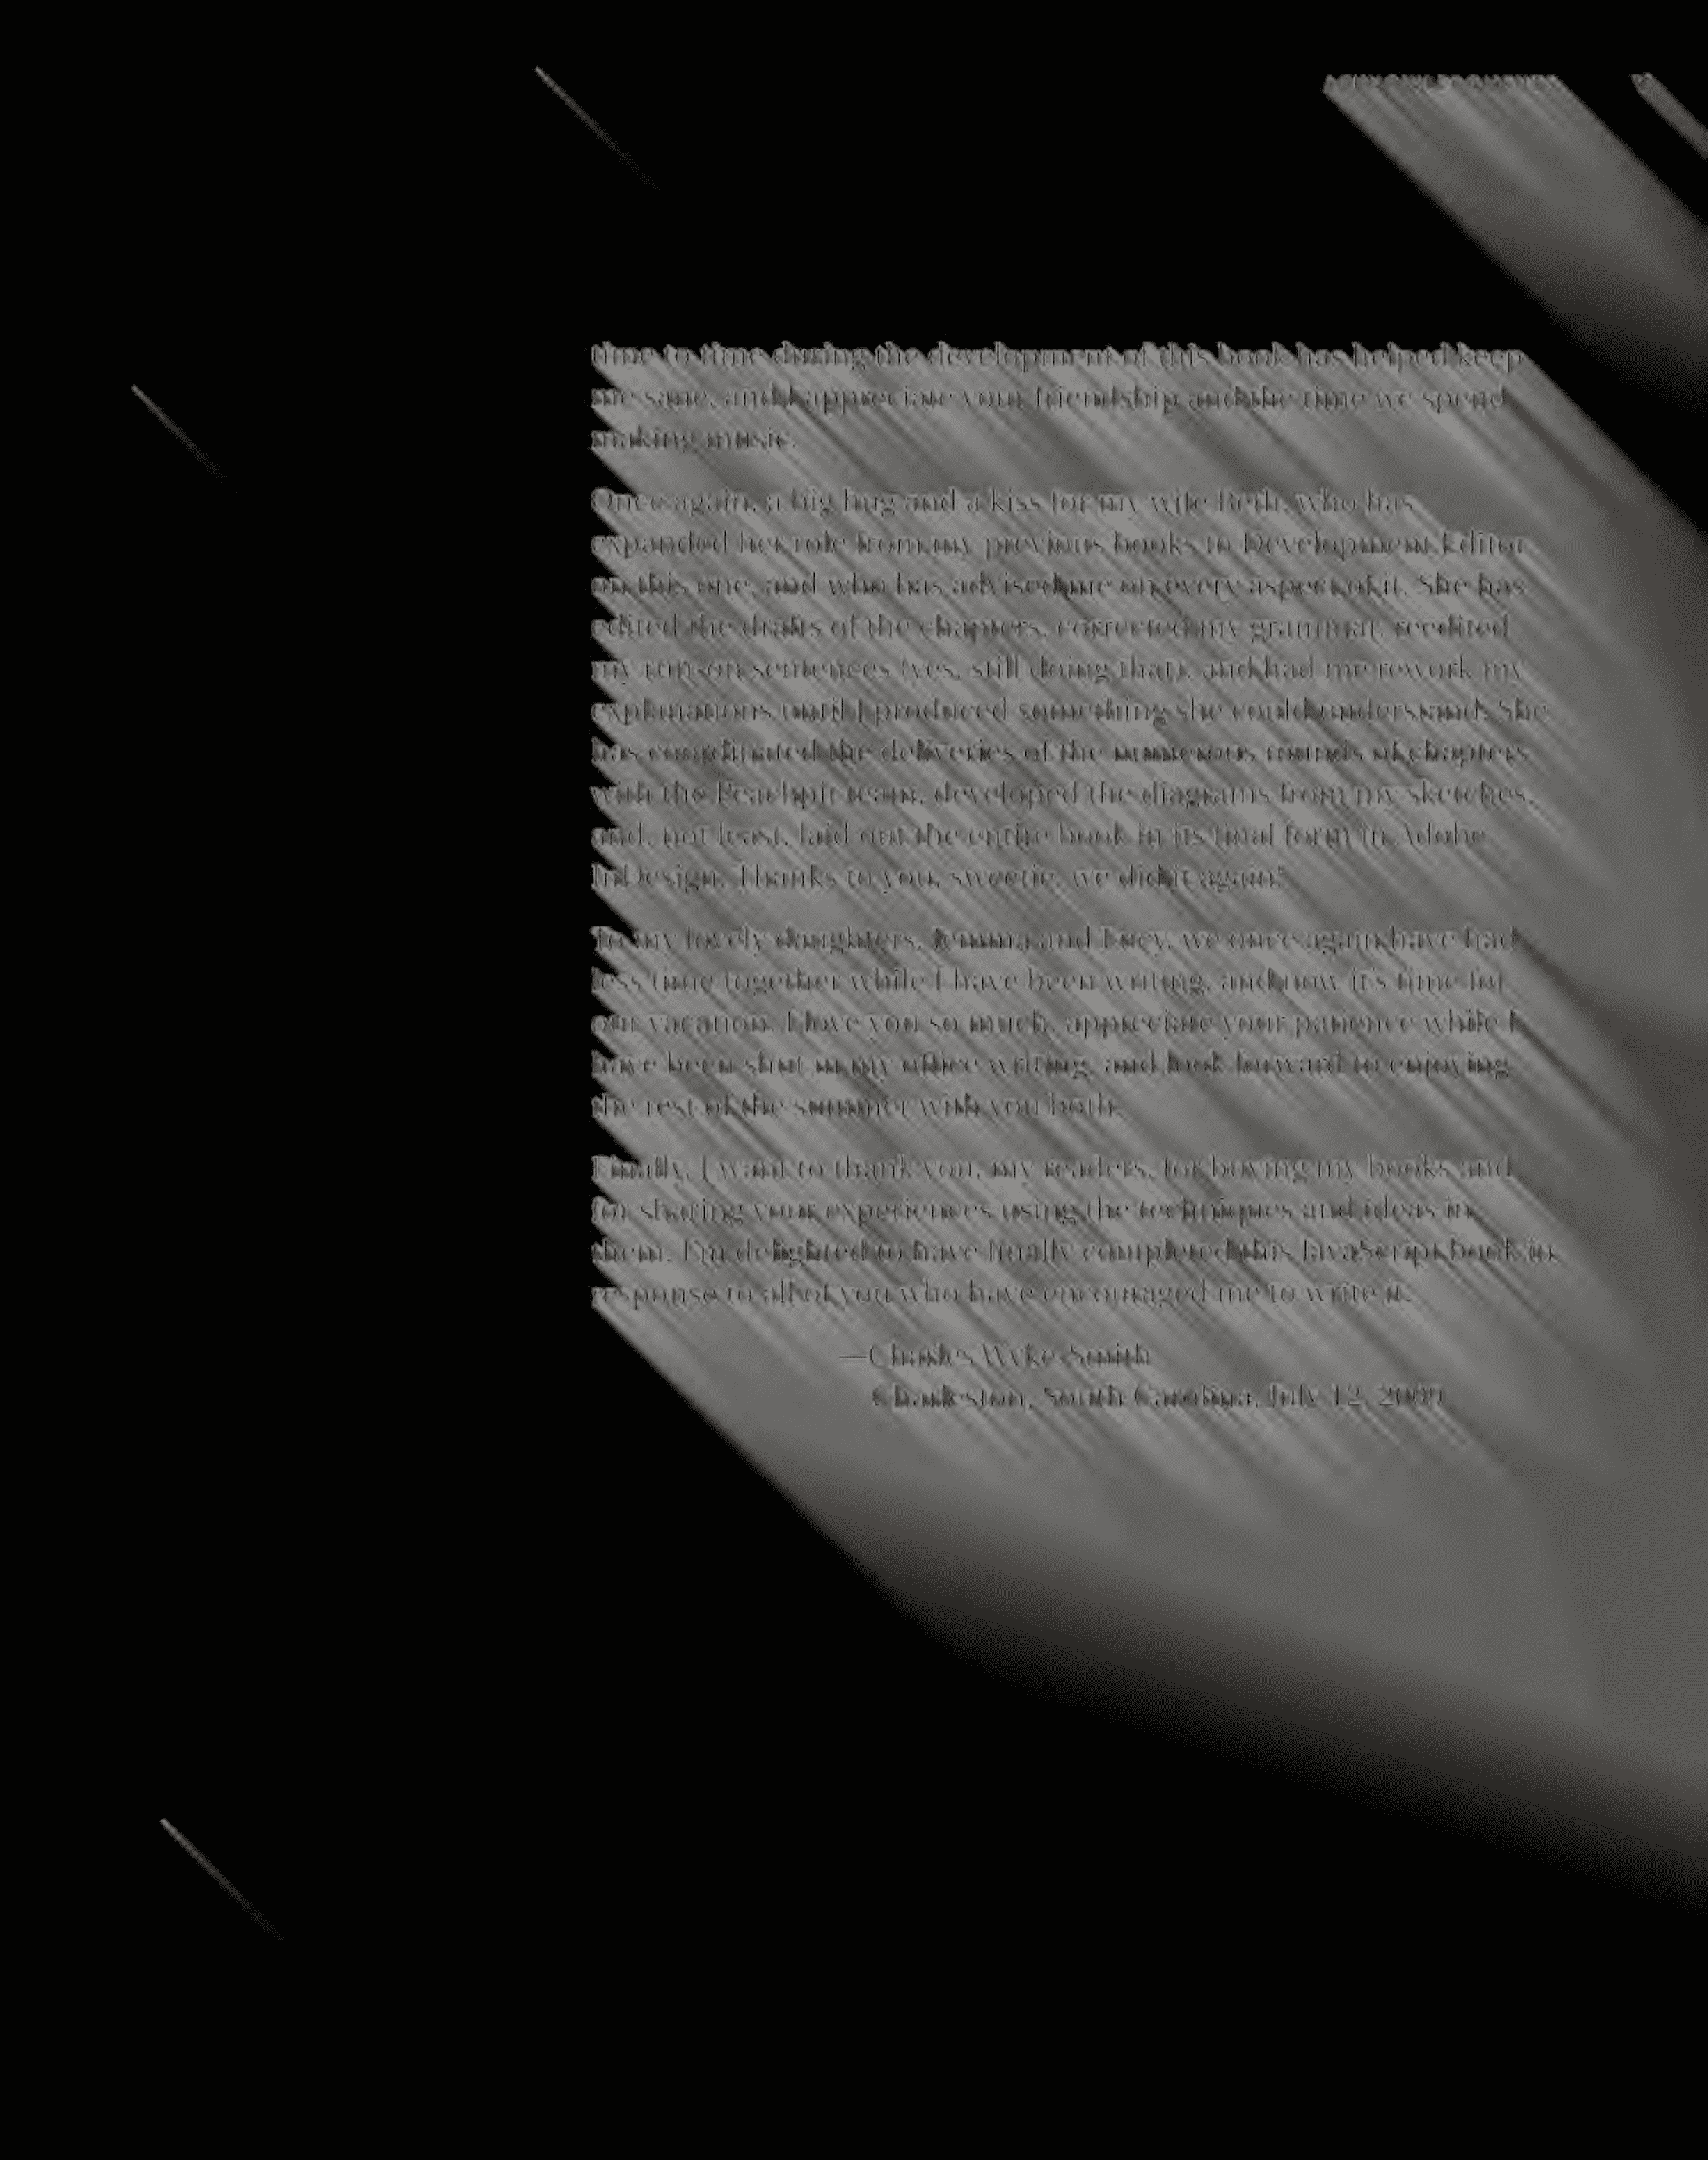 ACKNOWLEDGMENTS
time to time during the development of this book has helped keep
me sane, and I appreciate your friendship and the time we spend
making music.
Once again, a big hug and a kiss for my wife Beth, who has
expanded her role from my previous books to Development Editor
on this one, and who has advised me on every aspect of it. She has
edited the drafts of the chapters, corrected my grammar, reedited
my run-on sentences (yes, still doing that), and had me rework my
explanations until I produced something she could understand. She
has coordinated the deliveries of the numerous rounds of chapters
with the Peachpit team, developed the diagrams from my sketches,
and, not least, laid out the entire book in its final form in Adobe
InDesign. Thanks to you, sweetie, we did it again!
To my lovely daughters, Jemma and Lucy, we once again have had
less time together while I have been writing, and now it's time for
our vacation. I love you so much, appreciate your patience while I
have been shut in my office writing, and look forward to enjoying
the rest of the summer with you both.
Finally, I want to thank you, my readers, for buying my books and
for sharing your experiences using the techniques and ideas in
them. I'm delighted to have finally completed this JavaScript book in
response to all of you who have encouraged me to write it.
—Charles Wyke-Smith
Charleston, South Carolina, July 12, 2009